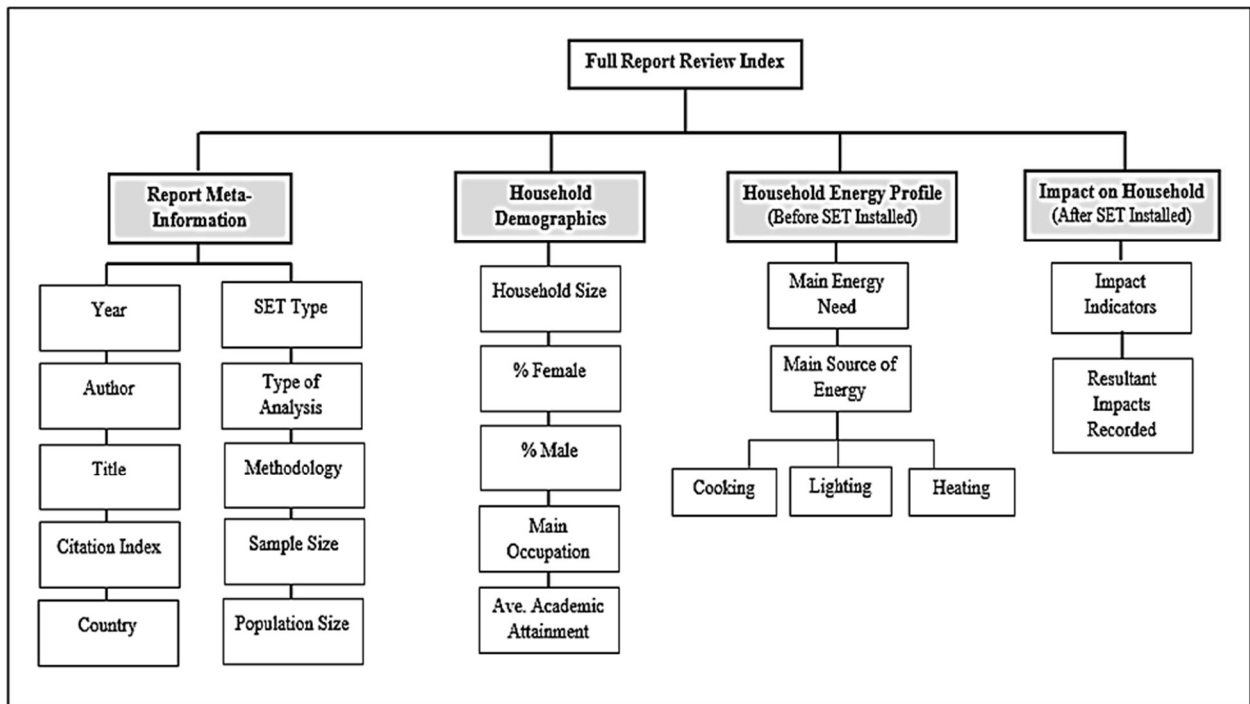 Full Report Review Index
Report Meta-
Information
Household
Demographics
Household Energy Profile
(Before SET Installed)
Impact on Household
(After SET Installed)
Year
Author
Title
Citation Index
Country
SET Type
Type of
Analysis
Methodology
Sample Size
Population Size
Household Size
% Female
% Male
Main
Occupation
Ave. Academic
Attainment
Main Energy
Need
Main Source of
Energy
Cooking
Lighting
Heating
Impact
Indicators
Resultant
Impacts
Recorded